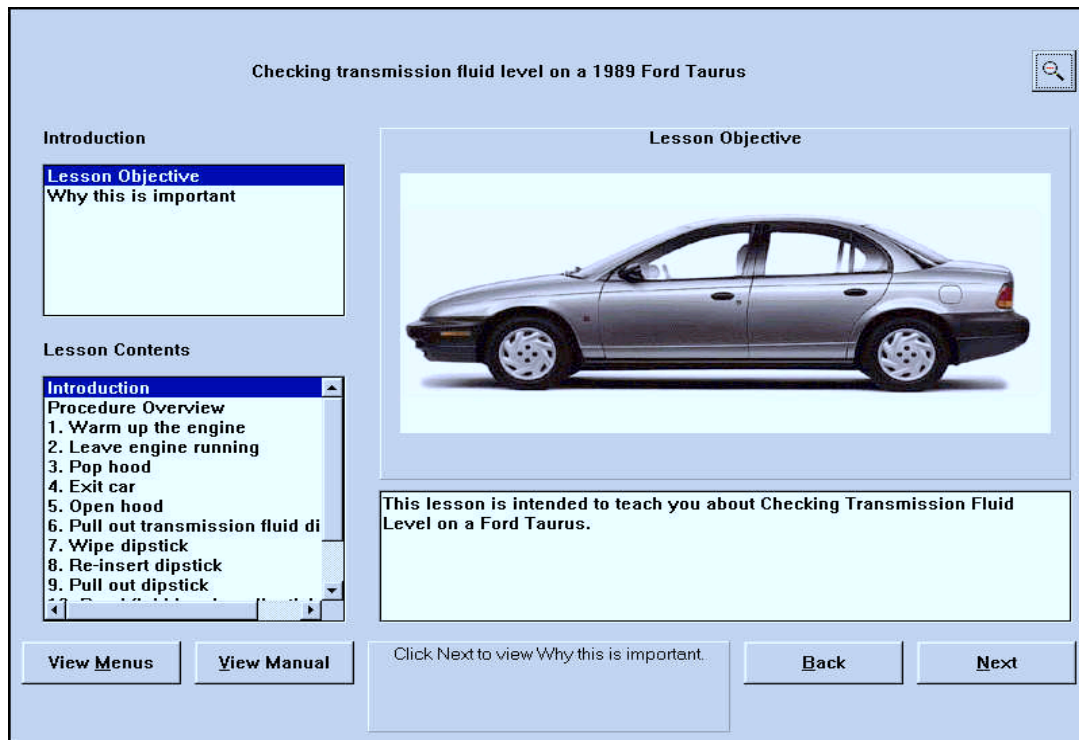 Checking transmission fluid level on a 1989 Ford Taurus
Introduction
Lesson Objective
Why this is important
Lesson Contents
Introduction
Procedure Overview
1. Warm up the engine
2. Leave engine running
3. Pop hood
4. Exit car
5. Open hood
6. Pull out transmission fluid di
7. Wipe dipstick
8. Re-insert dipstick
9. Pull out dipstick
Lesson Objective
This lesson is intended to teach you about Checking Transmission Fluid
Level on a Ford Taurus.
View Menus
View Manual
Click Next to view Why this is important.
Back
Next